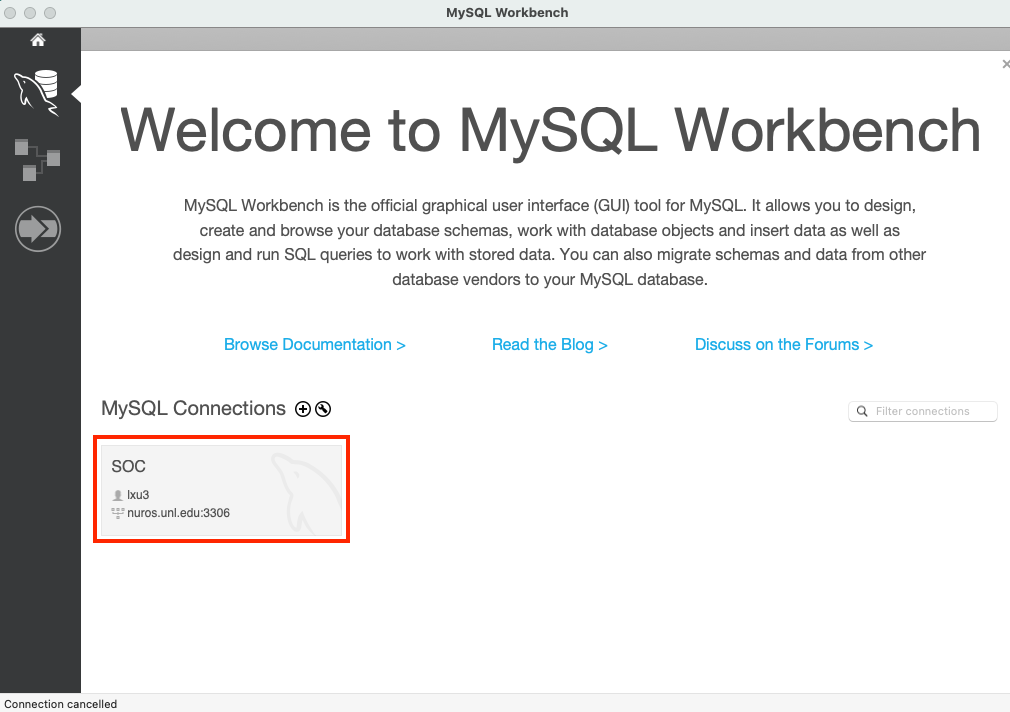 MySQL Workbench
Welcome to MySQL Workbench
MySQL Workbench is the official graphical user interface (GUI) tool for MySQL. It allows you to design,
create and browse your database schemas, work with database objects and insert data as well as
design and run SQL queries to work with stored data. You can also migrate schemas and data from other
database vendors to your MySQL database.
Browse Documentation > Read the Blog > Discuss on the Forums >
MySQL Connections Filter connections
SOC
lxu3
nuros.unl.edu:3306
Connection cancelled